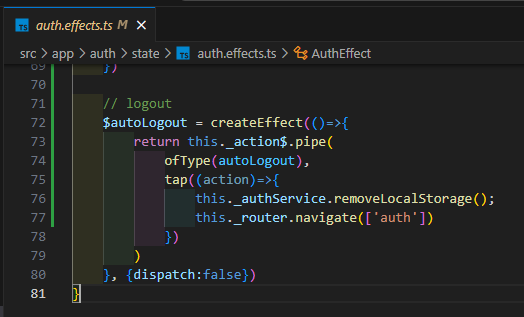 TS auth.effects.ts M ×
src > app > auth > state > TS auth.effects.ts > AuthEffect
69 })
70
71 // logout
72 $autoLogout = createEffect(()=>{
73 return this._action$.pipe(
74 ofType(autoLogout),
75 tap((action)=>{
76 this._authService.removeLocalStorage();
77 this._router.navigate(['auth'])
78 })
79 )
80 }, {dispatch:false})
81 }